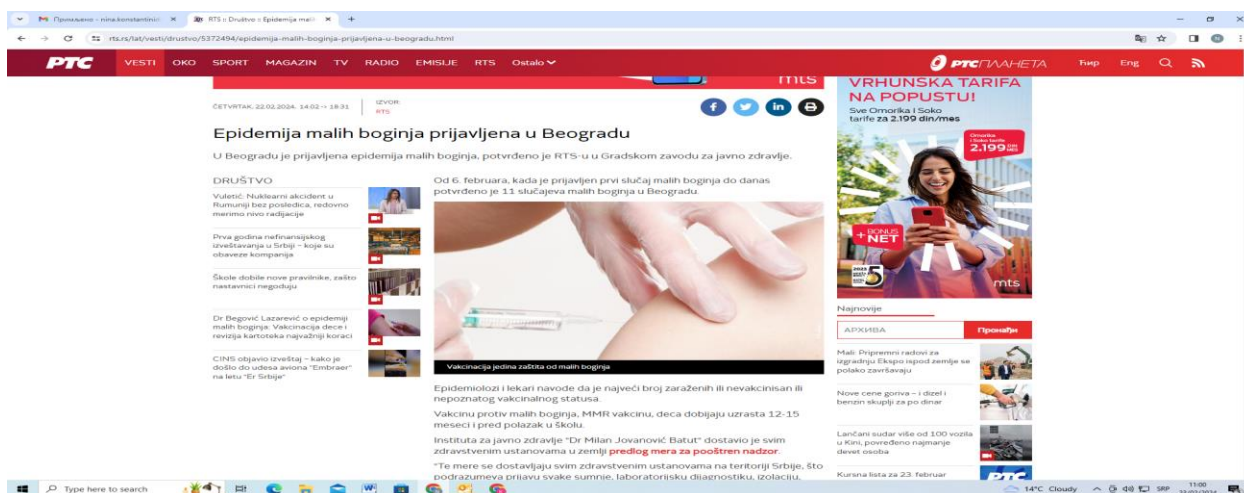 Примљено - nina.konstantinic
RTS :: Društvo :: Epidemija mali
rts.rs/lat/vesti/drustvo/5372494/epidemija-malih-boginja-prijavljena-u-beogradu.html
РТС VESTI OKO SPORT MAGAZIN TV RADIO EMISIJE RTS Ostalo РТСПЛАНЕТА Ћир Eng
mts
VRHUNSKA TARIFA
NA POPUSTU!
Sve Omorika i Soko
tarife za 2.199 din/mes
Omorika
i Soko tarife
2.199
+BONUS
NET
mts
ČETVRTAK, 22.02.2024, 14:02 -> 18:31
IZVOR:
RTS
Epidemija malih boginja prijavljena u Beogradu
U Beogradu je prijavljena epidemija malih boginja, potvrđeno je RTS-u u Gradskom zavodu za javno zdravlje.
DRUŠTVO
Vuletić: Nuklearni akcident u
Rumuniji bez posledica, redovno
merimo nivo radijacije
Prva godina nefinansijskog
izveštavanja u Srbiji – koje su
obaveze kompanija
Škole dobile nove pravilnike, zašto
nastavnici negoduju
Dr Begović Lazarević o epidemiji
malih boginja: Vakcinacija dece i
revizija kartoteka najvažniji koraci
CINS objavio izveštaj – kako je
došlo do udesa aviona "Embraer"
na letu "Er Srbije"
Od 6. februara, kada je prijavljen prvi slučaj malih boginja do danas
potvrđeno je 11 slučajeva malih boginja u Beogradu.
Vakcinacija jedina zaštita od malih boginja
Epidemiolozi i lekari navode da je najveći broj zaraženih ili nevakcinisan ili
nepoznatog vakcinalnog statusa.
Vakcinu protiv malih boginja, MMR vakcinu, deca dobijaju uzrasta 12-15
meseci i pred polazak u školu.
Instituta za javno zdravlje "Dr Milan Jovanović Batut" dostavio je svim
zdravstvenim ustanovama u zemlji predlog mera za pooštren nadzor.
"Te mere se dostavljaju svim zdravstvenim ustanovama na teritoriji Srbije, što
podrazumeva prijavu svake sumnje, laboratorijsku dijagnostiku, izolaciju,
Najnovije
АРХИВА Пронађи
Mali: Pripremni radovi za
izgradnju Ekspo ispod zemlje se
polako završavaju
Nove cene goriva – i dizel i
benzin skuplji za po dinar
Lančani sudar više od 100 vozila
u Kini, povređeno najmanje
devet osoba
Kursna lista za 23. februar
РТС
Type here to search
14°C Cloudy
SRP
11:00
23/02/2024